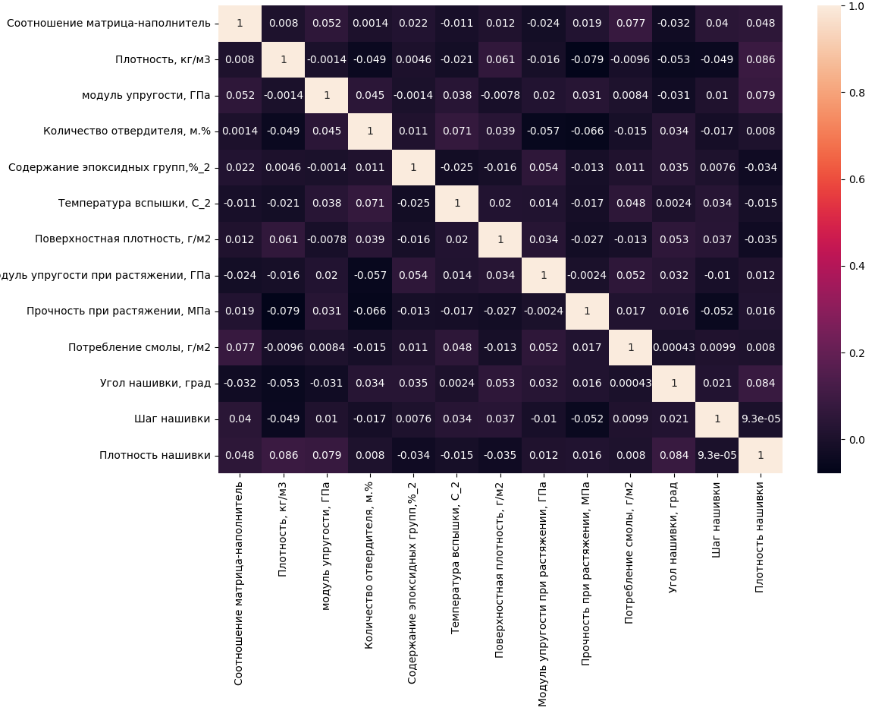 Соотношение матрица-наполнитель 1 0.008 0.052 0.0014 0.022 -0.011 0.012 -0.024 0.019 0.077 -0.032 0.04 0.048
Плотность, кг/м3 0.008 1 -0.0014 -0.049 0.0046 -0.021 0.061 -0.016 -0.079 -0.0096 -0.053 -0.049 0.086
модуль упругости, ГПа 0.052 -0.0014 1 0.045 -0.0014 0.038 -0.0078 0.02 0.031 0.0084 -0.031 0.01 0.079
Количество отвердителя, м.% 0.0014 -0.049 0.045 1 0.011 0.071 0.039 -0.057 -0.066 -0.015 0.034 -0.017 0.008
Содержание эпоксидных групп,%_2 0.022 0.0046 -0.0014 0.011 1 -0.025 -0.016 0.054 -0.013 0.011 0.035 0.0076 -0.034
Температура вспышки, С_2 -0.011 -0.021 0.038 0.071 -0.025 1 0.02 0.014 -0.017 0.048 0.0024 0.034 -0.015
Поверхностная плотность, г/м2 0.012 0.061 -0.0078 0.039 -0.016 0.02 1 0.034 -0.027 -0.013 0.053 0.037 -0.035
дуль упругости при растяжении, ГПа -0.024 -0.016 0.02 -0.057 0.054 0.014 0.034 1 -0.0024 0.052 0.032 -0.01 0.012
Прочность при растяжении, МПа 0.019 -0.079 0.031 -0.066 -0.013 -0.017 -0.027 -0.0024 1 0.017 0.016 -0.052 0.016
Потребление смолы, г/м2 0.077 -0.0096 0.0084 -0.015 0.011 0.048 -0.013 0.052 0.017 1 0.00043 0.0099 0.008
Угол нашивки, град -0.032 -0.053 -0.031 0.034 0.035 0.0024 0.053 0.032 0.016 0.00043 1 0.021 0.084
Шаг нашивки 0.04 -0.049 0.01 -0.017 0.0076 0.034 0.037 -0.01 -0.052 0.0099 0.021 1 9.3e-05
Плотность нашивки 0.048 0.086 0.079 0.008 -0.034 -0.015 -0.035 0.012 0.016 0.008 0.084 9.3e-05 1
Соотношение матрица-наполнитель
Плотность, кг/м3
модуль упругости, ГПа
Количество отвердителя, м.%
Содержание эпоксидных групп,%_2
Температура вспышки, С_2
Поверхностная плотность, г/м2
Модуль упругости при растяжении, ГПа
Прочность при растяжении, МПа
Потребление смолы, г/м2
Угол нашивки, град
Шаг нашивки
Плотность нашивки
1.0
0.8
0.6
0.4
0.2
0.0